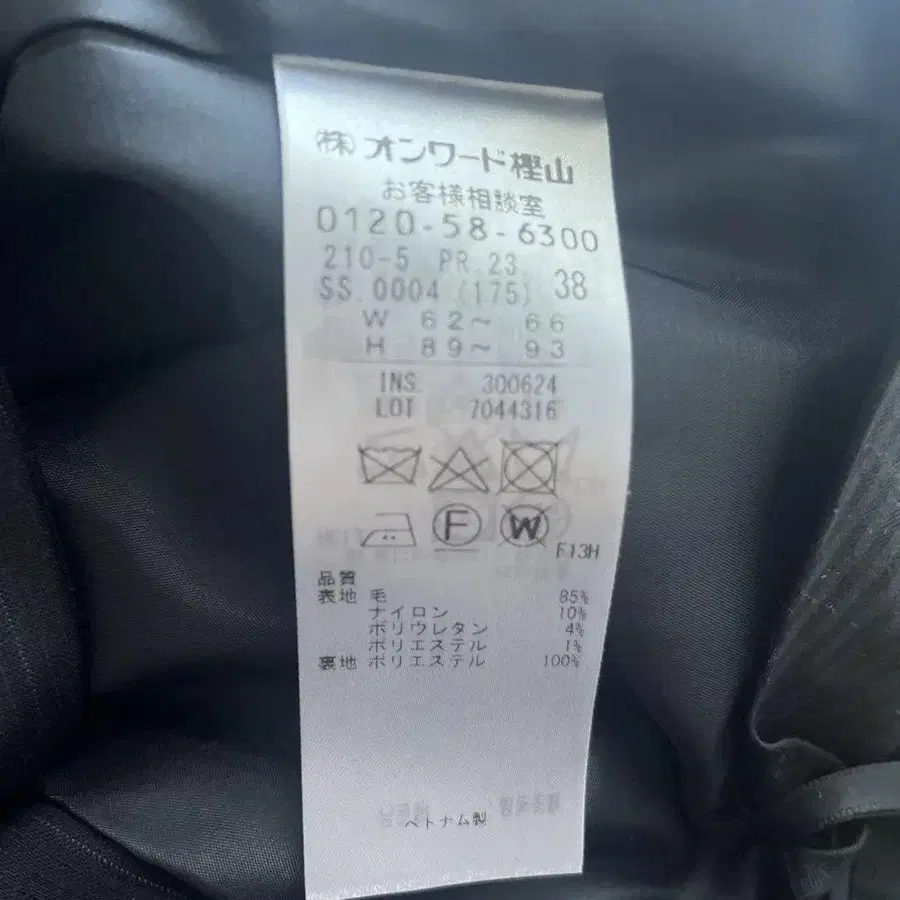 ㈱オンワード樫山
お客様相談室
0120-58-6300
210-5 PR.23.
SS.0004 (175) 38
W 62～ 66
H 89～ 93
INS. 300624
LOT 7044316
F W F13H
品質
表地 毛 85%
ナイロン 10%
ポリウレタン 4%
ポリエステル 1%
裏地 ポリエステル 100%
ベトナム製